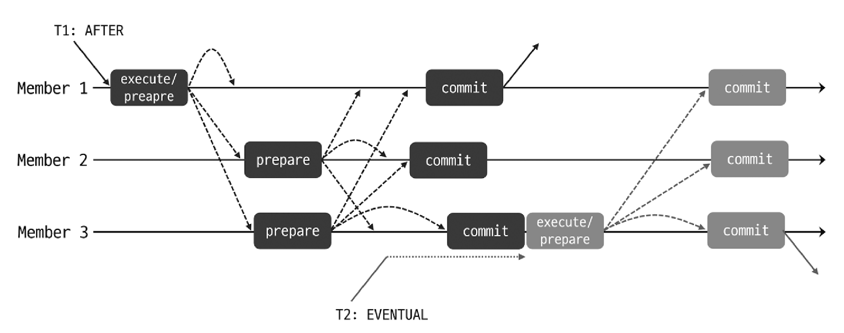 T1: AFTER
Member 1
execute/
preapre
commit
commit
Member 2
prepare
commit
commit
Member 3
prepare
commit
execute/
prepare
commit
T2: EVENTUAL